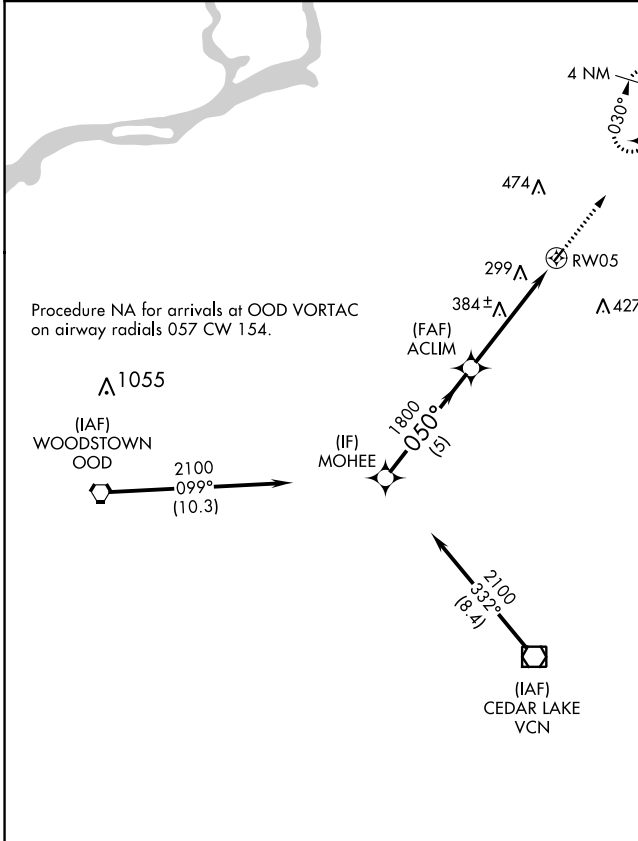 4 NM
030°
474
RW05
299
384±
427
(FAF)
ACLIM
Procedure NA for arrivals at OOD VORTAC
on airway radials 057 CW 154.
1055
(IAF)
WOODSTOWN
OOD
2100
099°
(10.3)
(IF)
MOHEE
1800
050°
(5)
2100
332°
(8.4)
(IAF)
CEDAR LAKE
VCN